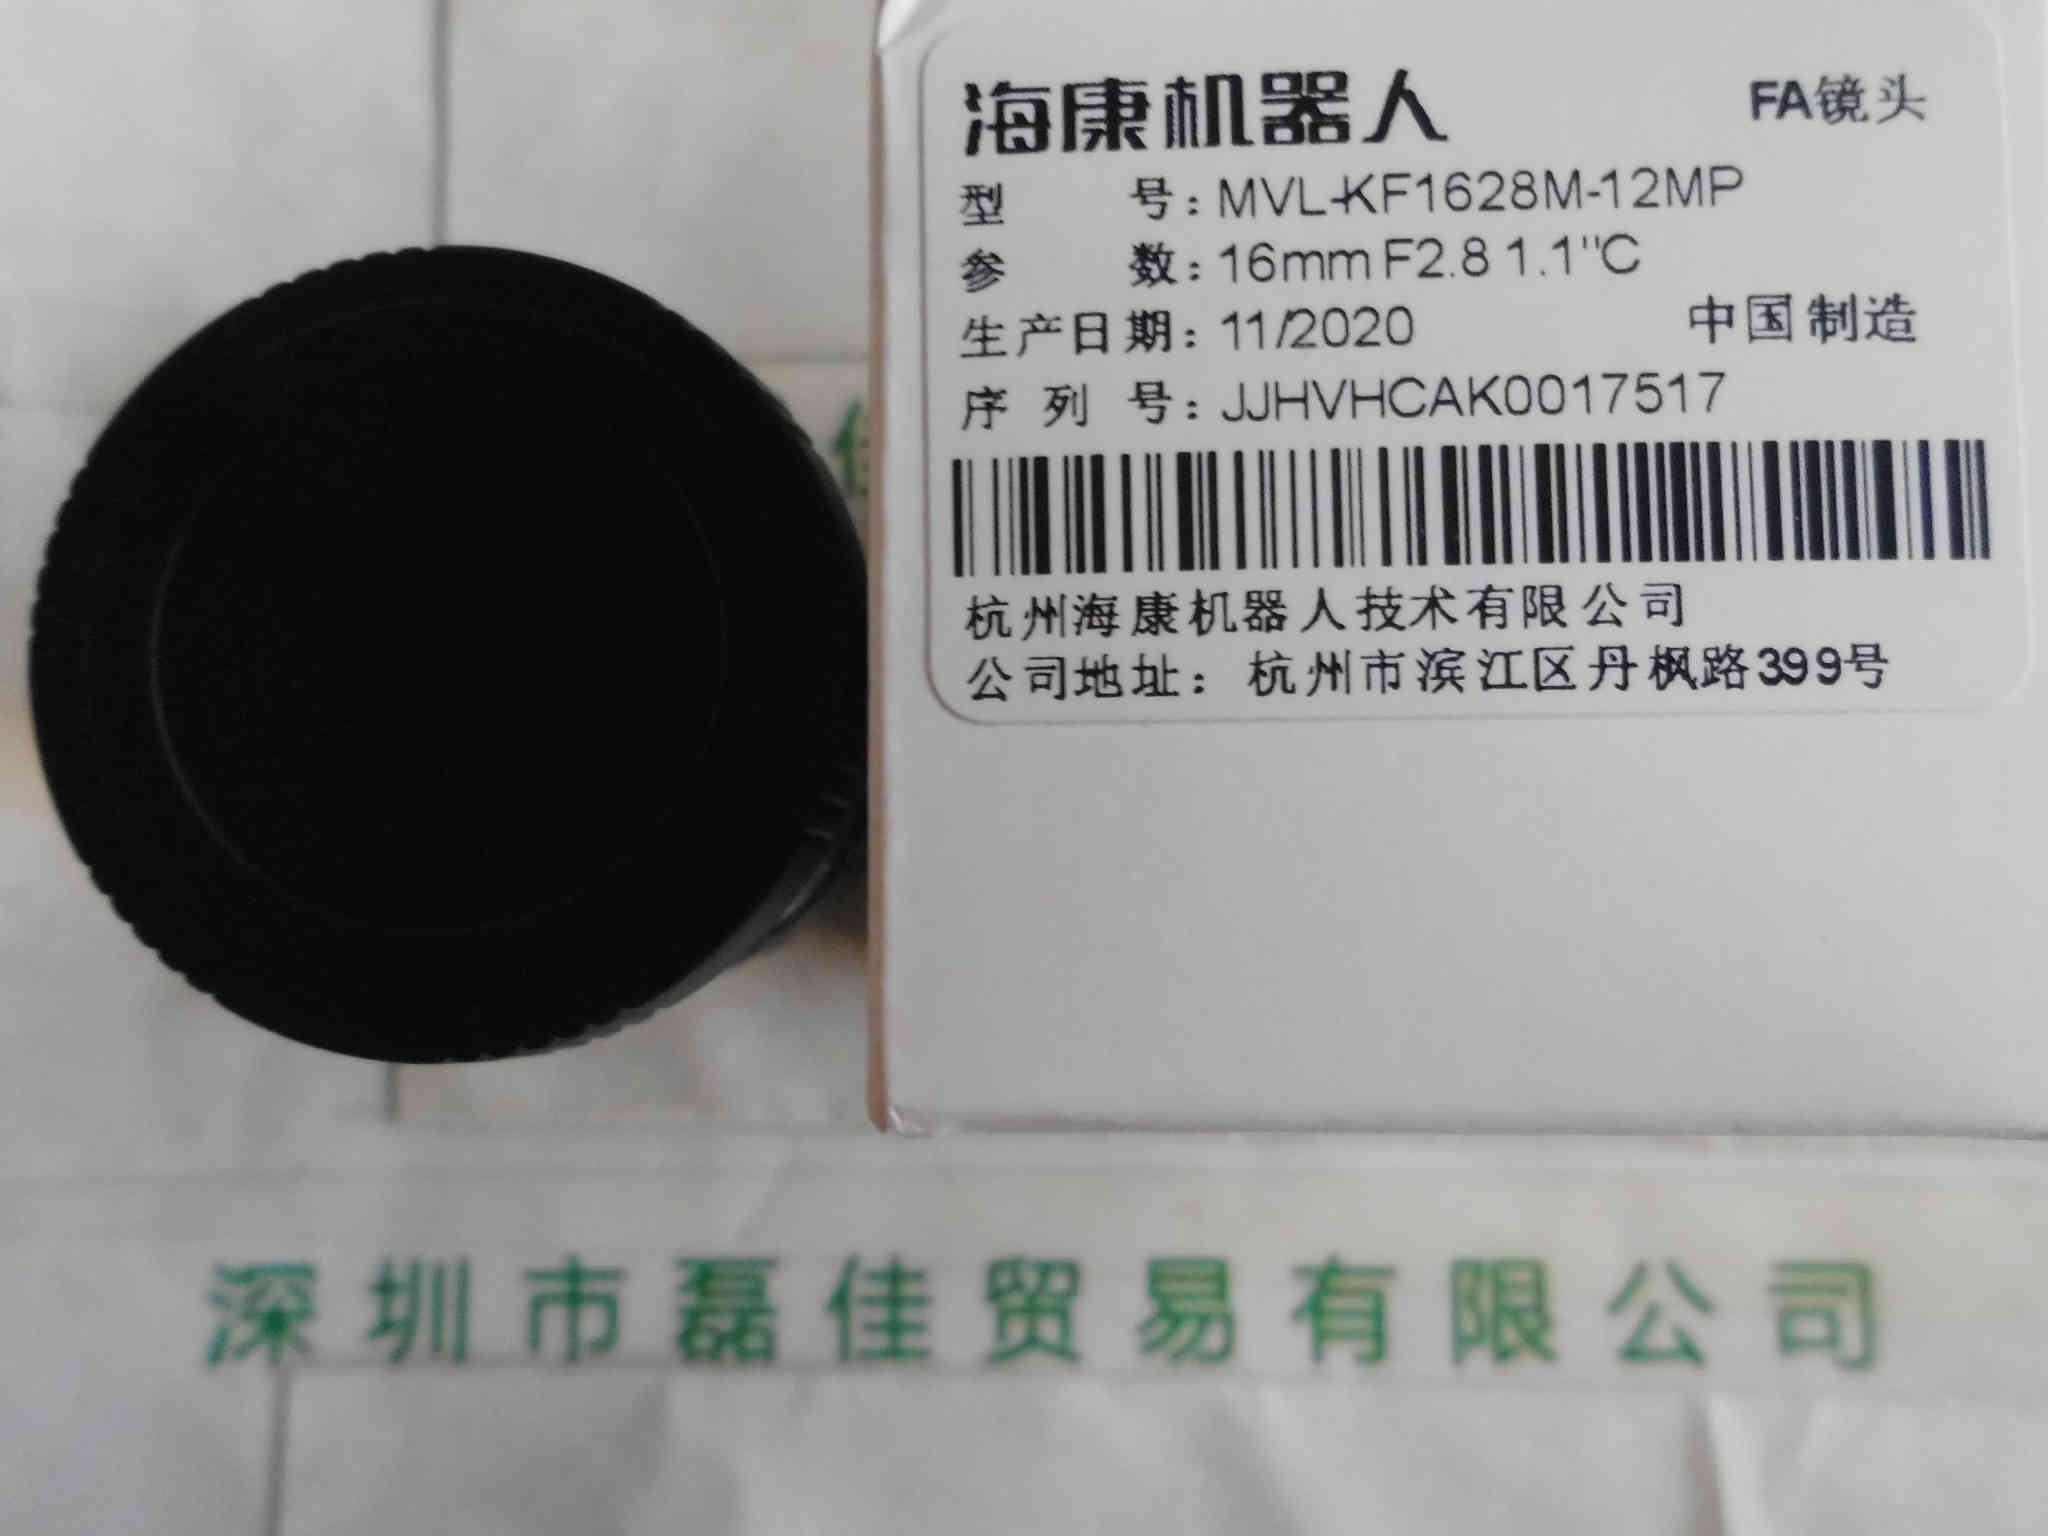 海康机器人 FA镜头
型 号：MVL-KF1628M-12MP
参 数：16mm F2.8 1.1"C
生产日期：11/2020 中国制造
序列号：JJHVHCAK0017517
杭州海康机器人技术有限公司
公司地址：杭州市滨江区丹枫路399号
佳
深圳市磊佳贸易有限公司